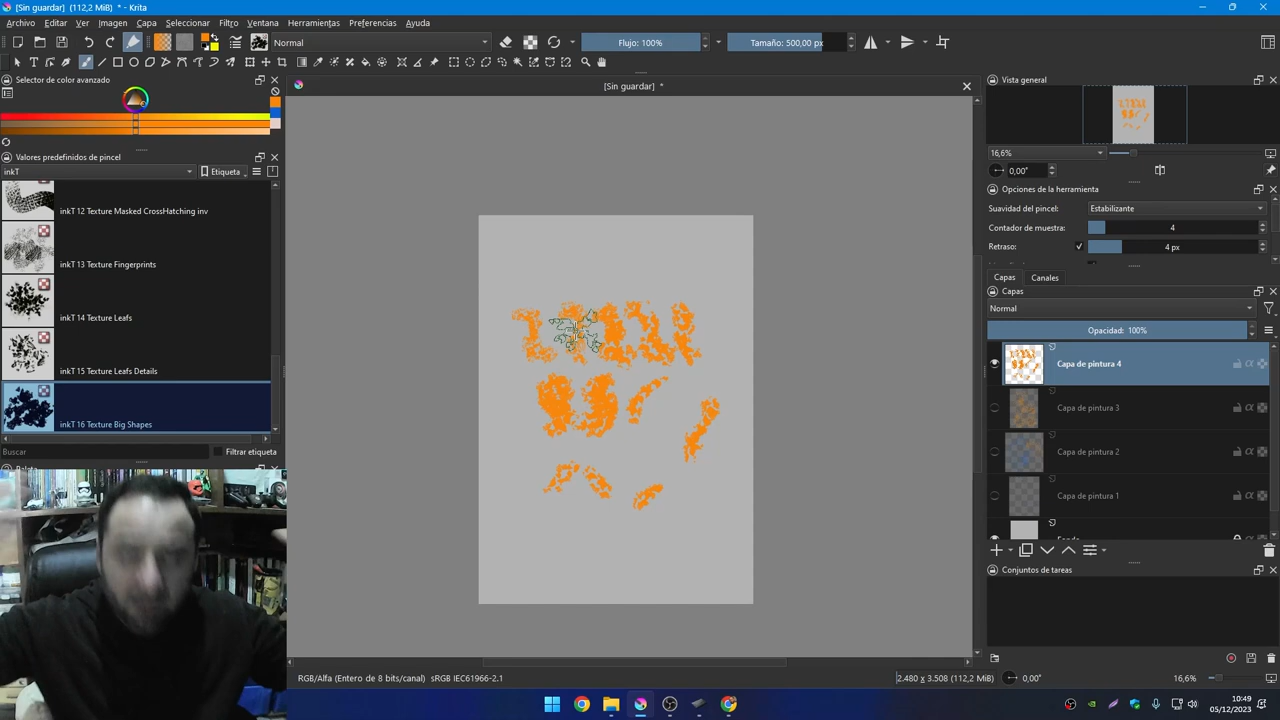 [Sin guardar] (112,2 MiB) * - Krita
Archivo Editar Ver Imagen Capa Seleccionar Filtro Ventana Herramientas Preferencias Ayuda
Normal Flujo: 100% Tamaño: 500,00 px
Selector de color avanzado
[Sin guardar] *
Vista general
16,6%
0,00°
Valores predefinidos de pincel
inkT Etiqueta
inkT 12 Texture Masked CrossHatching inv
inkT 13 Texture Fingerprints
inkT 14 Texture Leafs
inkT 15 Texture Leafs Details
inkT 16 Texture Big Shapes
Buscar Filtrar etiqueta
Opciones de la herramienta
Suavidad del pincel: Estabilizante
Contador de muestra: 4
Retraso: 4 px
Capas Canales
Capas
Normal
Opacidad: 100%
Capa de pintura 4
Capa de pintura 3
Capa de pintura 2
Capa de pintura 1
Conjuntos de tareas
RGB/Alfa (Entero de 8 bits/canal) sRGB IEC61966-2.1 2.480 x 3.508 (112,2 MiB) 0,00° 16,6%
10:49
05/12/2023